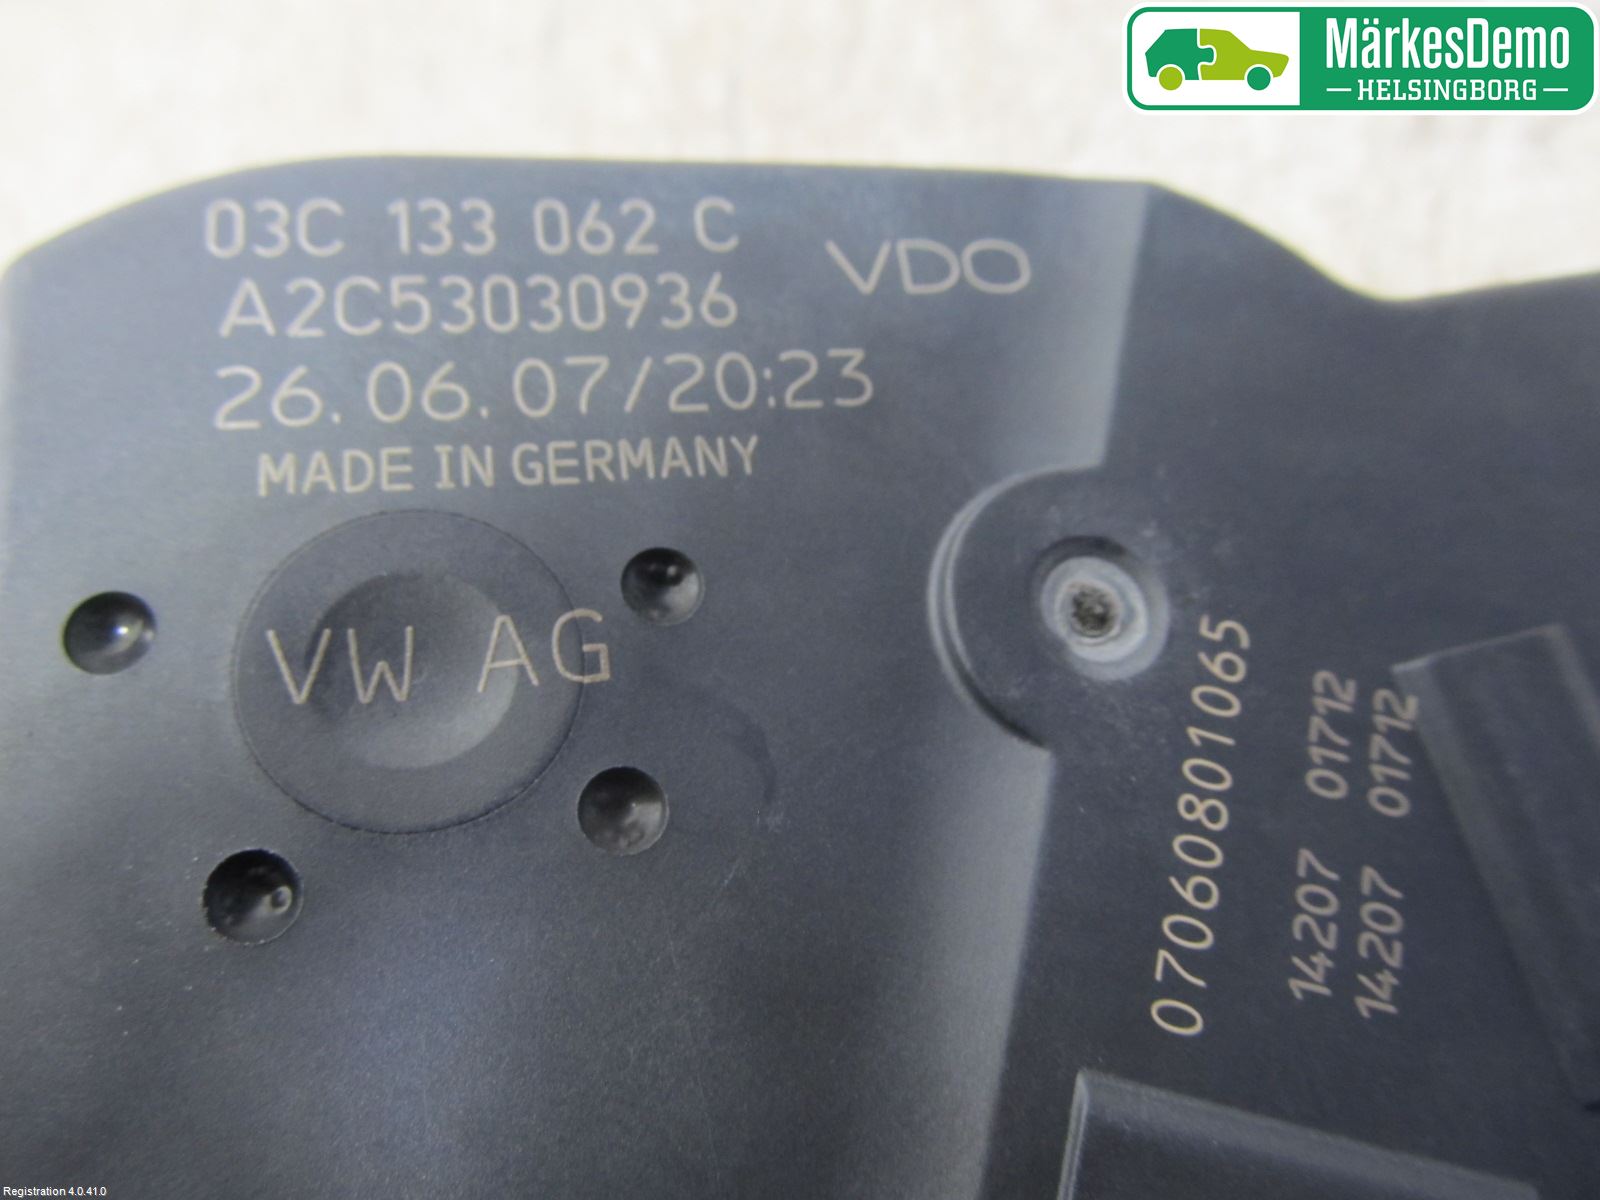 MärkesDemo
HELSINGBORG
03C 133 062 C
VDO
A2C53030936
26.06.07/20:23
MADE IN GERMANY
VW AG
070608801065
14207 01712
14207 01712
Registration 4.0.41.0